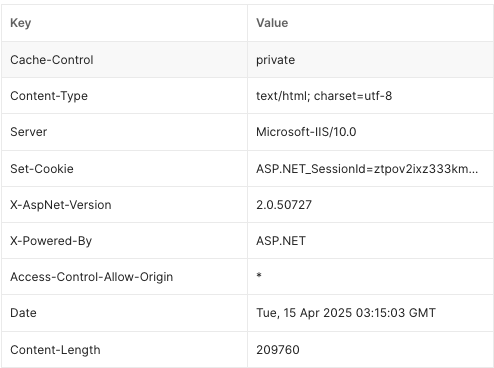 Key Value
Cache-Control private
Content-Type text/html; charset=utf-8
Server Microsoft-IIS/10.0
Set-Cookie ASP.NET_SessionId=ztpov2ixz333km...
X-AspNet-Version 2.0.50727
X-Powered-By ASP.NET
Access-Control-Allow-Origin *
Date Tue, 15 Apr 2025 03:15:03 GMT
Content-Length 209760